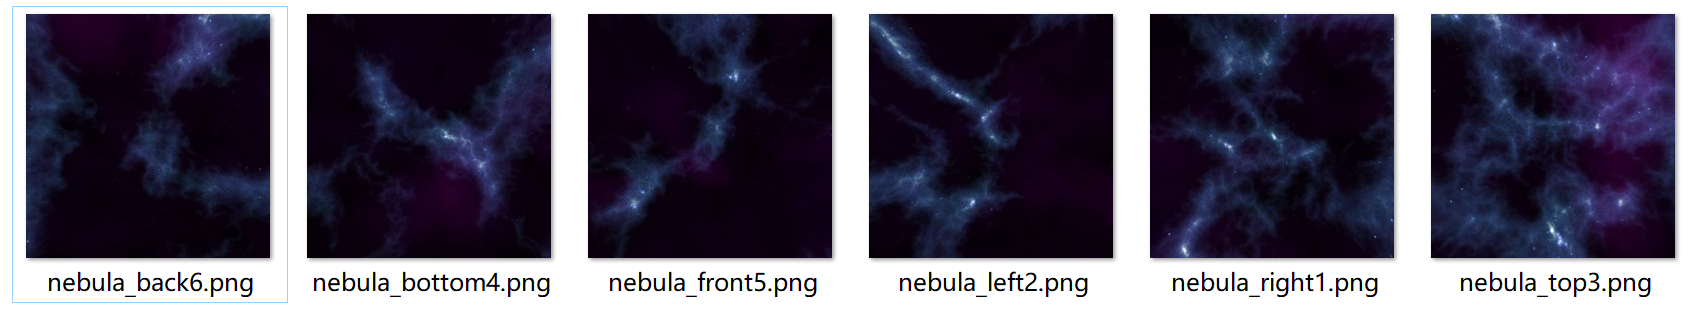 nebula_back6.png
nebula_bottom4.png
nebula_front5.png
nebula_left2.png
nebula_right1.png
nebula_top3.png